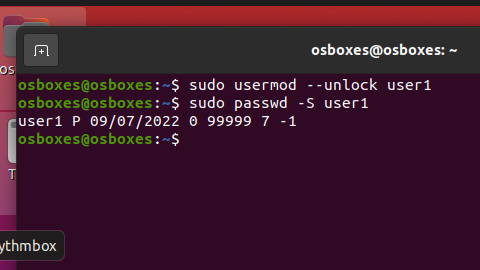 osboxes@osboxes: ~
osboxes@osboxes:~$ sudo usermod --unlock user1
osboxes@osboxes:~$ sudo passwd -S user1
user1 P 09/07/2022 0 99999 7 -1
osboxes@osboxes:~$
os
T
ythmbox